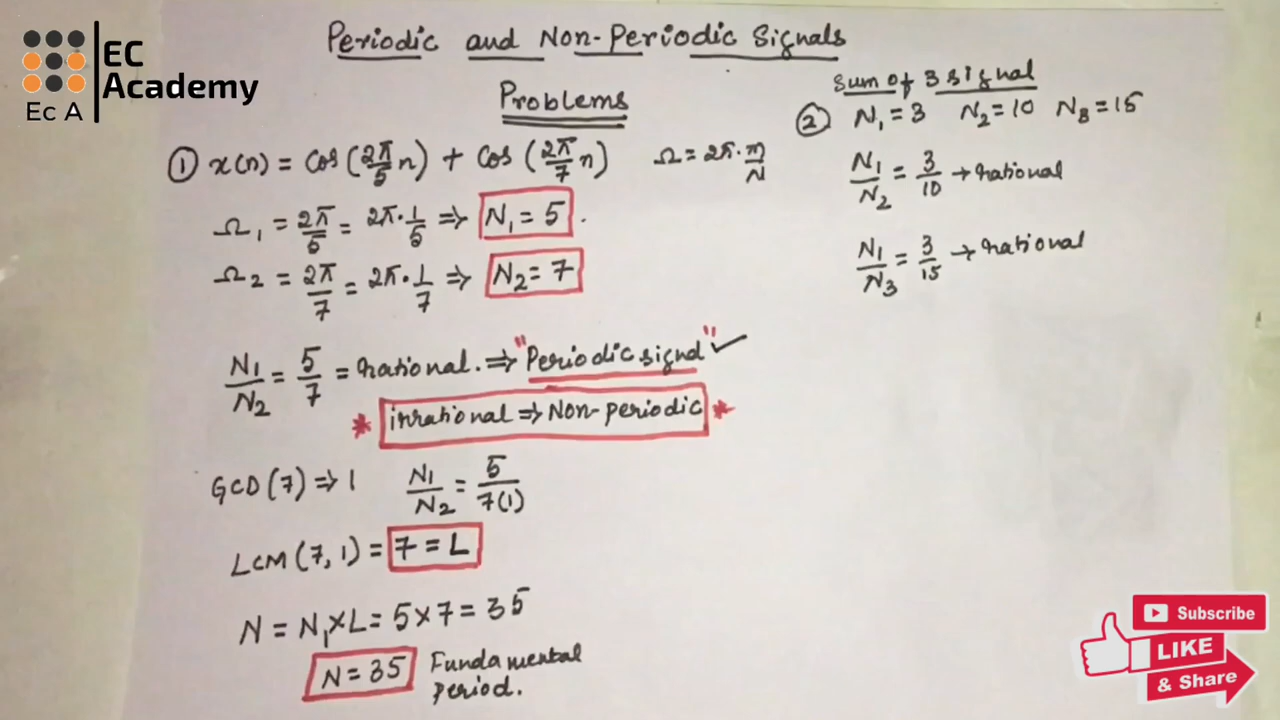 EC
Academy
Ec A
Periodic and Non-Periodic Signals
Problems
① x(n) = cos(2π/5 n) + cos(2π/7 n)   Ω = 2π·m/N
Ω₁ = 2π/5 = 2π·1/5 ⇒ N₁ = 5.
Ω₂ = 2π/7 = 2π·1/7 ⇒ N₂ = 7
N₁/N₂ = 5/7 = rational. ⇒ "Periodic signal" ✓
* irrational ⇒ Non-periodic *
GCD(7) ⇒ 1   N₁/N₂ = 5/7(1)
LCM(7,1) = 7 = L
N = N₁×L = 5×7 = 35
N = 35 Fundamental
period.
Sum of 3 signal
② N₁ = 3   N₂ = 10   N₃ = 15
N₁/N₂ = 3/10 → rational
N₁/N₃ = 3/15 → rational
Subscribe
LIKE
& Share